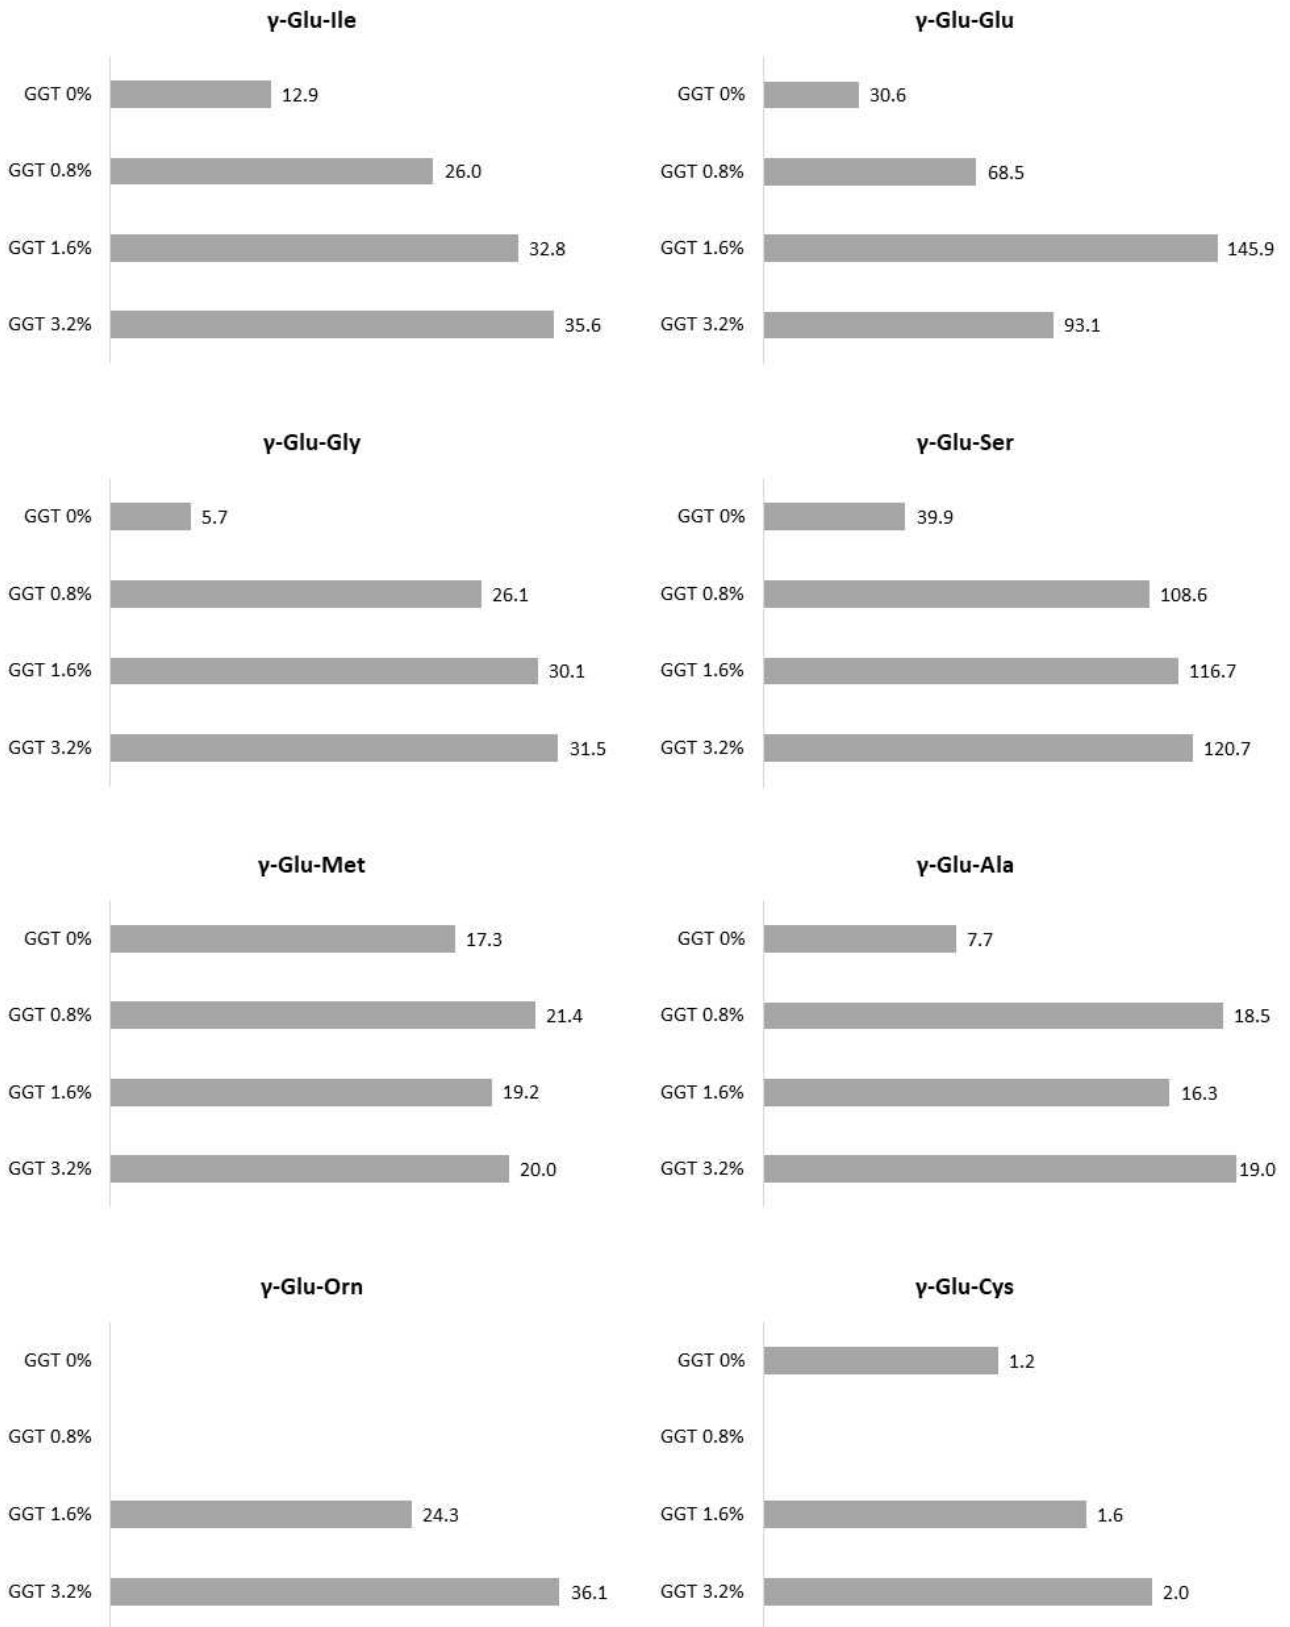 γ-Glu-Ile
GGT 0%
12.9
GGT 0.8%
26.0
GGT 1.6%
32.8
GGT 3.2%
35.6
γ-Glu-Glu
GGT 0%
30.6
GGT 0.8%
68.5
GGT 1.6%
145.9
GGT 3.2%
93.1
γ-Glu-Gly
GGT 0%
5.7
GGT 0.8%
26.1
GGT 1.6%
30.1
GGT 3.2%
31.5
γ-Glu-Ser
GGT 0%
39.9
GGT 0.8%
108.6
GGT 1.6%
116.7
GGT 3.2%
120.7
γ-Glu-Met
GGT 0%
17.3
GGT 0.8%
21.4
GGT 1.6%
19.2
GGT 3.2%
20.0
γ-Glu-Ala
GGT 0%
7.7
GGT 0.8%
18.5
GGT 1.6%
16.3
GGT 3.2%
19.0
γ-Glu-Orn
GGT 0%
GGT 0.8%
GGT 1.6%
24.3
GGT 3.2%
36.1
γ-Glu-Cys
GGT 0%
1.2
GGT 0.8%
GGT 1.6%
1.6
GGT 3.2%
2.0